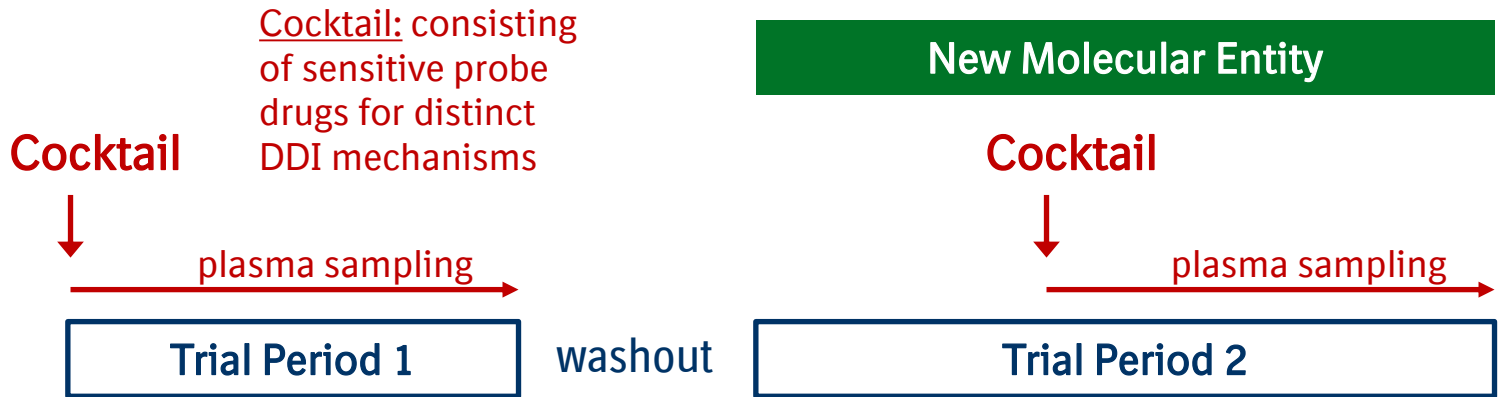 Cocktail: consisting
of sensitive probe
drugs for distinct
DDI mechanisms
New Molecular Entity
Cocktail
Cocktail
plasma sampling
plasma sampling
Trial Period 1
washout
Trial Period 2